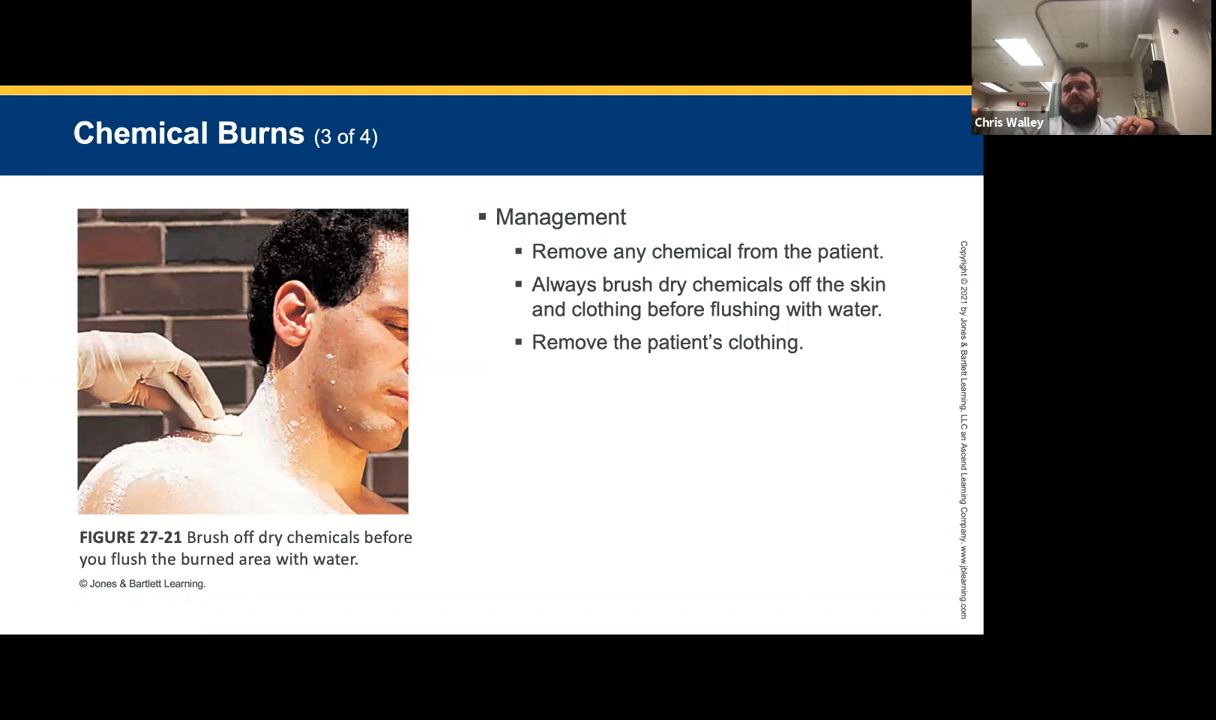 Chris Walley
Chemical Burns (3 of 4)
▪ Management
▪ Remove any chemical from the patient.
▪ Always brush dry chemicals off the skin
and clothing before flushing with water.
▪ Remove the patient’s clothing.
FIGURE 27-21 Brush off dry chemicals before
you flush the burned area with water.
© Jones & Bartlett Learning.
Copyright © 2021 by Jones & Bartlett Learning, LLC an Ascend Learning Company. www.jblearning.com